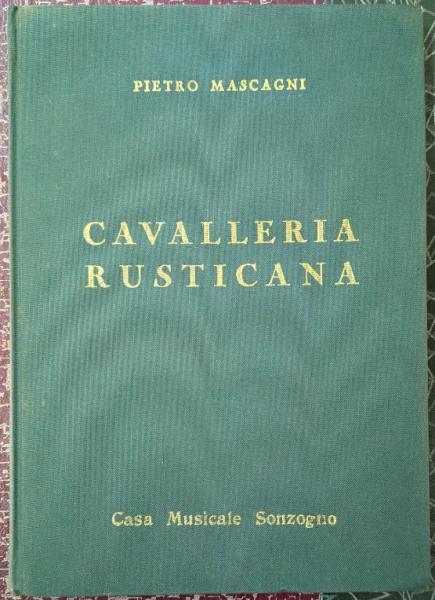 PIETRO MASCAGNI
CAVALLERIA
RUSTICANA
Casa Musicale Sonzogno